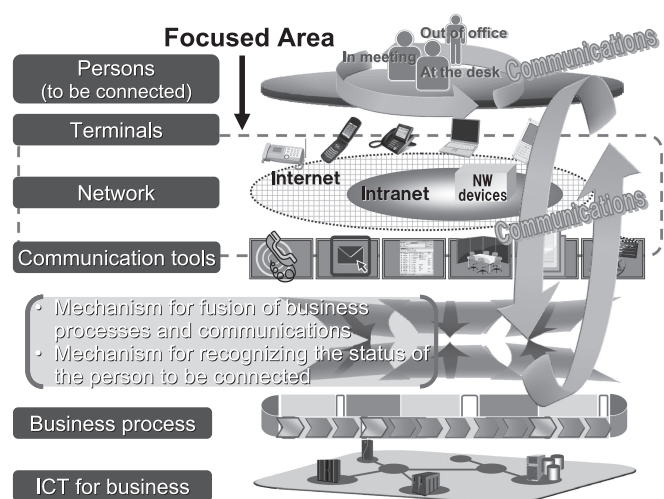 Focused Area
Out of office
In meeting
At the desk
Communications
Persons
(to be connected)
Terminals
Internet
Intranet
NW
devices
Network
Communications
Communication tools
• Mechanism for fusion of business
processes and communications
• Mechanism for recognizing the status of
the person to be connected
Business process
ICT for business